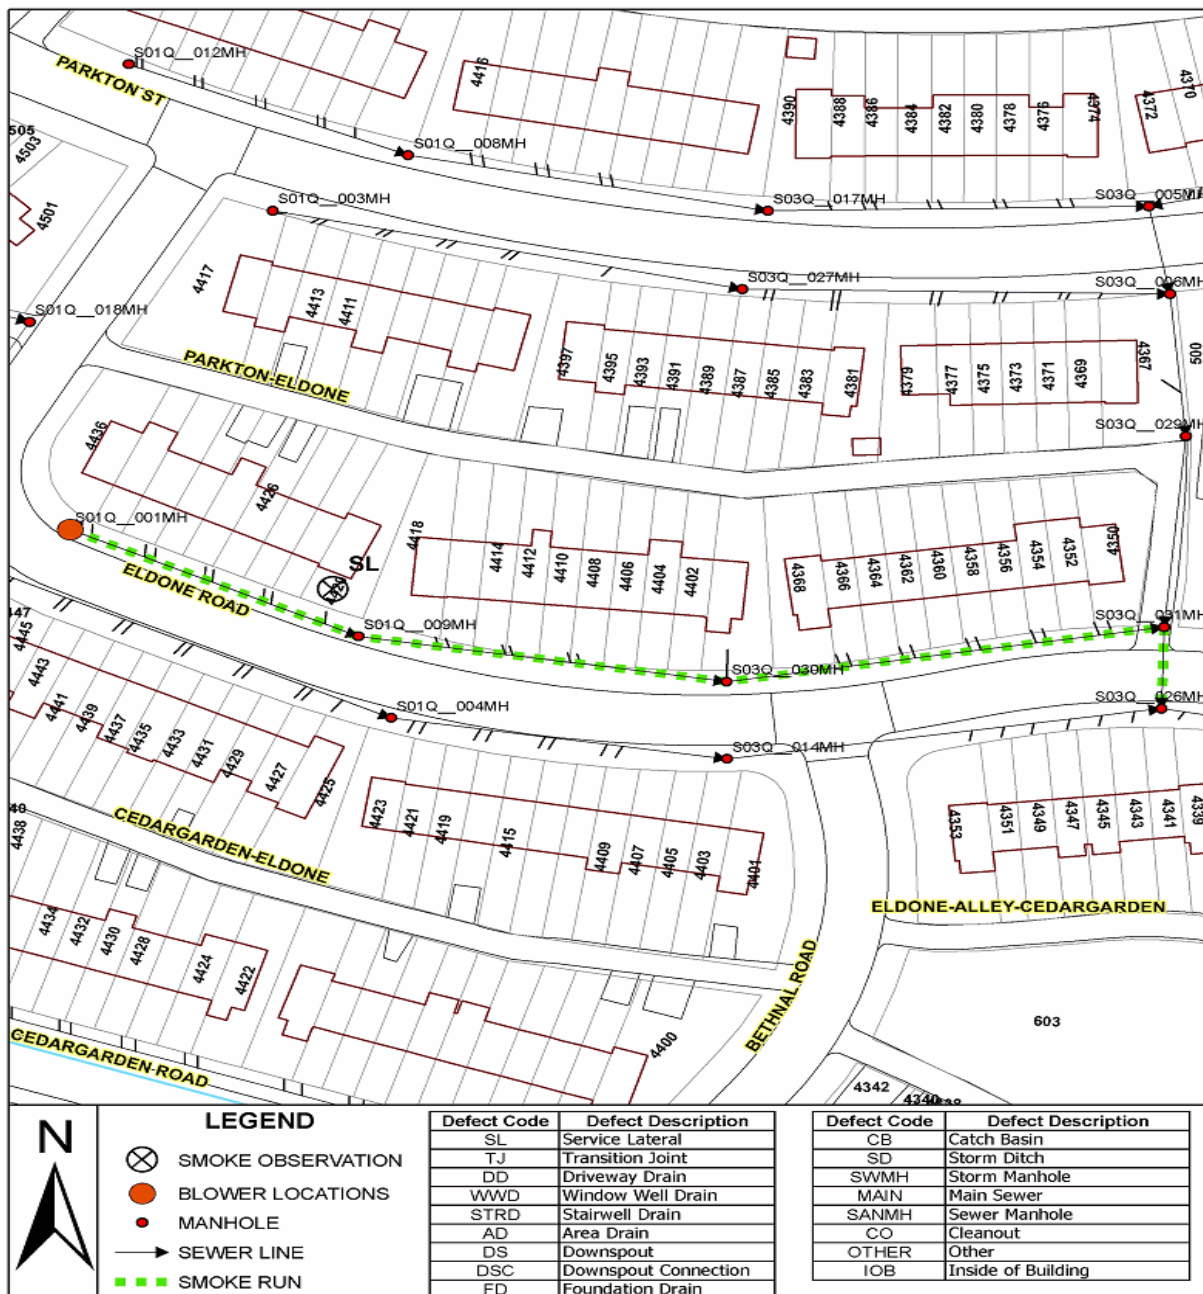 S01Q__012MH
PARKTON ST
4416
4390
4388
4386
4384
4382
4380
4378
4376
4374
4372
4370
4505
4503
4501
S01Q__008MH
S01Q__003MH
S03Q__017MH
S03Q__005MH
4417
4413
4411
S03Q__027MH
S03Q__006MH
S01Q__018MH
PARKTON-ELDONE
4397
4395
4393
4391
4389
4387
4385
4383
4381
4379
4377
4375
4373
4371
4369
4367
500
S03Q__029MH
4436
4426
S01Q__001MH
ELDONE ROAD
SL
4418
4414
4412
4410
4408
4406
4404
4402
4368
4366
4364
4362
4360
4358
4356
4354
4352
4350
S01Q__009MH
S03Q__031MH
S03Q__030MH
S03Q__026MH
4447
4445
4443
4441
4439
4437
4435
4433
4431
4429
4427
4425
S01Q__004MH
S03Q__014MH
4423
4421
4419
4415
4409
4407
4405
4403
4401
4353
4351
4349
4347
4345
4343
4341
4339
CEDARGARDEN-ELDONE
4438
ELDONE-ALLEY-CEDARGARDEN
4434
4432
4430
4428
4424
4422
BETHNAL ROAD
603
4400
CEDARGARDEN ROAD
4342
4340
N
LEGEND
SMOKE OBSERVATION
BLOWER LOCATIONS
MANHOLE
SEWER LINE
SMOKE RUN
Defect Code Defect Description
SL Service Lateral
TJ Transition Joint
DD Driveway Drain
WWD Window Well Drain
STRD Stairwell Drain
AD Area Drain
DS Downspout
DSC Downspout Connection
FD Foundation Drain
Defect Code Defect Description
CB Catch Basin
SD Storm Ditch
SWMH Storm Manhole
MAIN Main Sewer
SANMH Sewer Manhole
CO Cleanout
OTHER Other
IOB Inside of Building